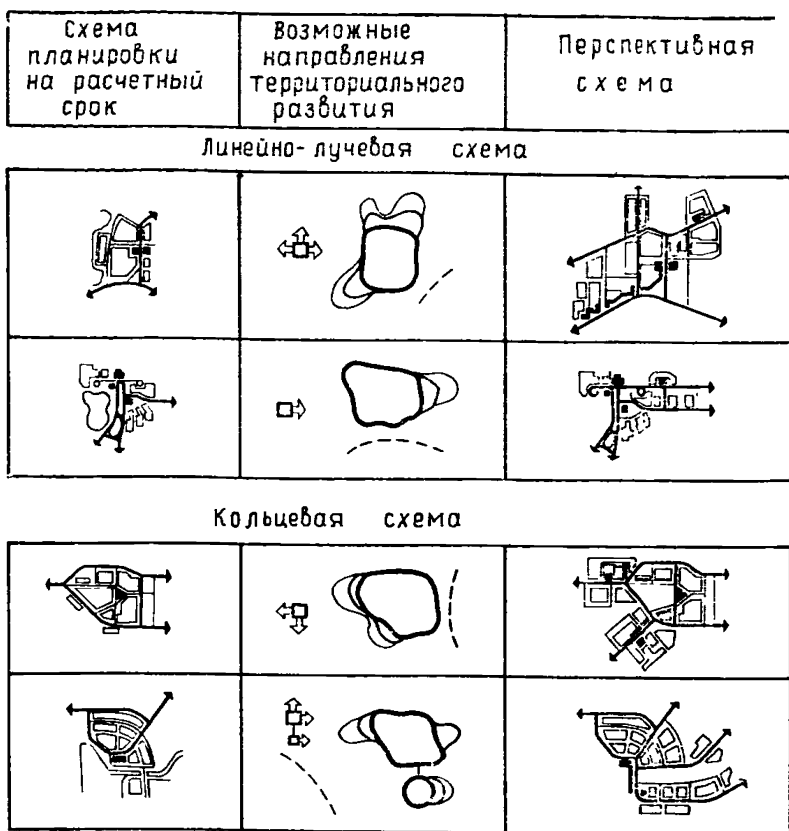 Схема
планировки
на расчетный
срок
Возможные
направления
территориального
развития
Перспективная
схема
Линейно-лучевая схема
Кольцевая схема